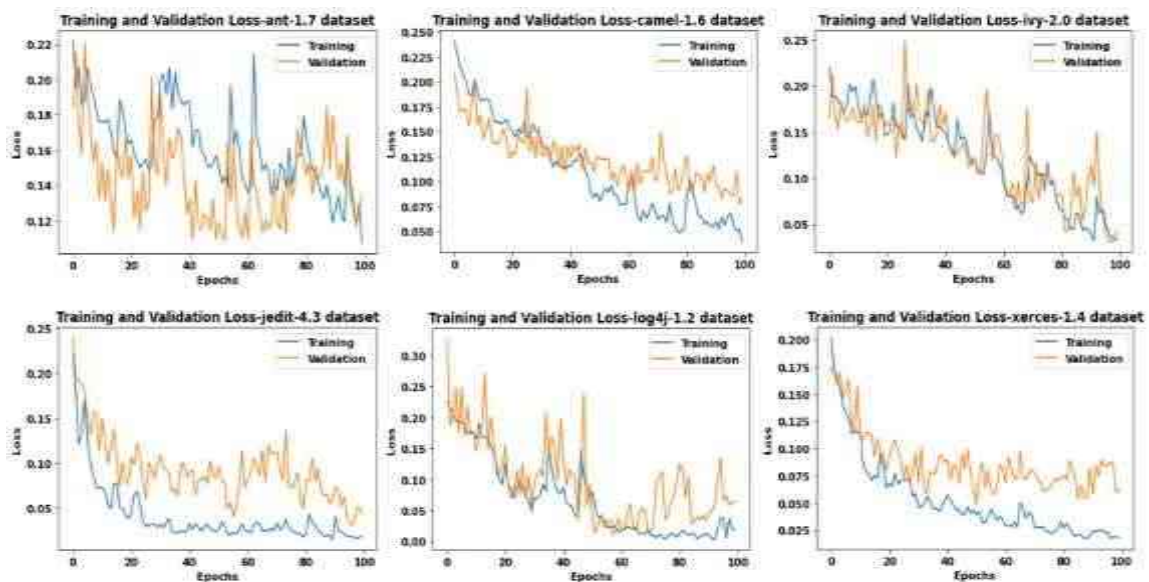 Training and Validation Loss-ant-1.7 dataset
Training
Validation
Loss
0.22
0.20
0.18
0.16
0.14
0.12
0 20 40 60 80 100
Epochs
Training and Validation Loss-camel-1.6 dataset
Training
Validation
Loss
0.250
0.225
0.200
0.175
0.150
0.125
0.100
0.075
0.050
0 20 40 60 80 100
Epochs
Training and Validation Loss-ivy-2.0 dataset
Training
Validation
Loss
0.25
0.20
0.15
0.10
0.05
0 20 40 60 80 100
Epochs
Training and Validation Loss-jedit-4.3 dataset
Training
Validation
Loss
0.25
0.20
0.15
0.10
0.05
0 20 40 60 80 100
Epochs
Training and Validation Loss-log4j-1.2 dataset
Training
Validation
Loss
0.30
0.25
0.20
0.15
0.10
0.05
0.00
0 20 40 60 80 100
Epochs
Training and Validation Loss-xerces-1.4 dataset
Training
Validation
Loss
0.200
0.175
0.150
0.125
0.100
0.075
0.050
0.025
0 20 40 60 80 100
Epochs